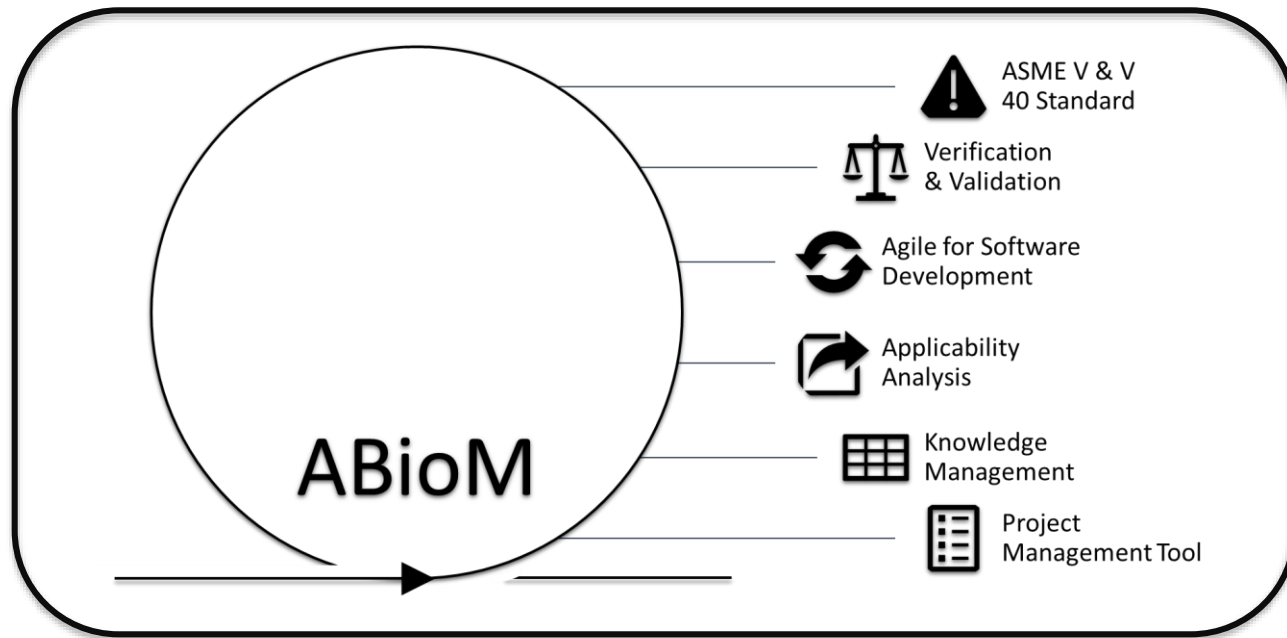 ASME V & V
40 Standard
Verification
& Validation
Agile for Software
Development
Applicability
Analysis
ABioM
Knowledge
Management
Project
Management Tool